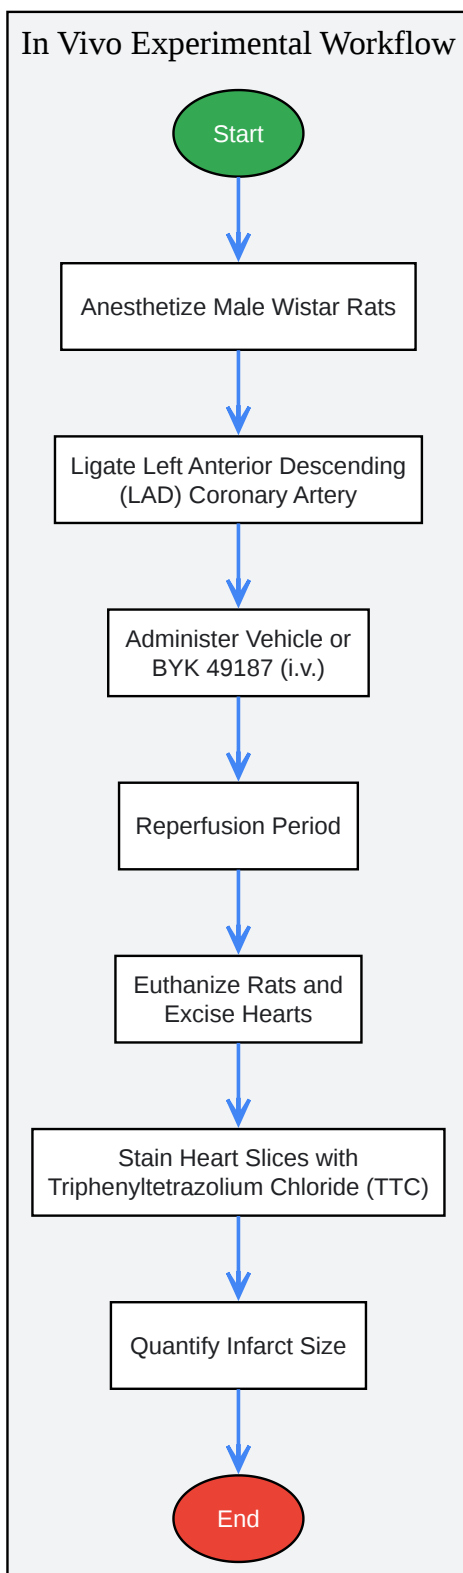 In Vivo Experimental Workflow
Start
Anesthetize Male Wistar Rats
Ligate Left Anterior Descending
(LAD) Coronary Artery
Administer Vehicle or
BYK 49187 (i.v.)
Reperfusion Period
Euthanize Rats and
Excise Hearts
Stain Heart Slices with
Triphenyltetrazolium Chloride (TTC)
Quantify Infarct Size
End